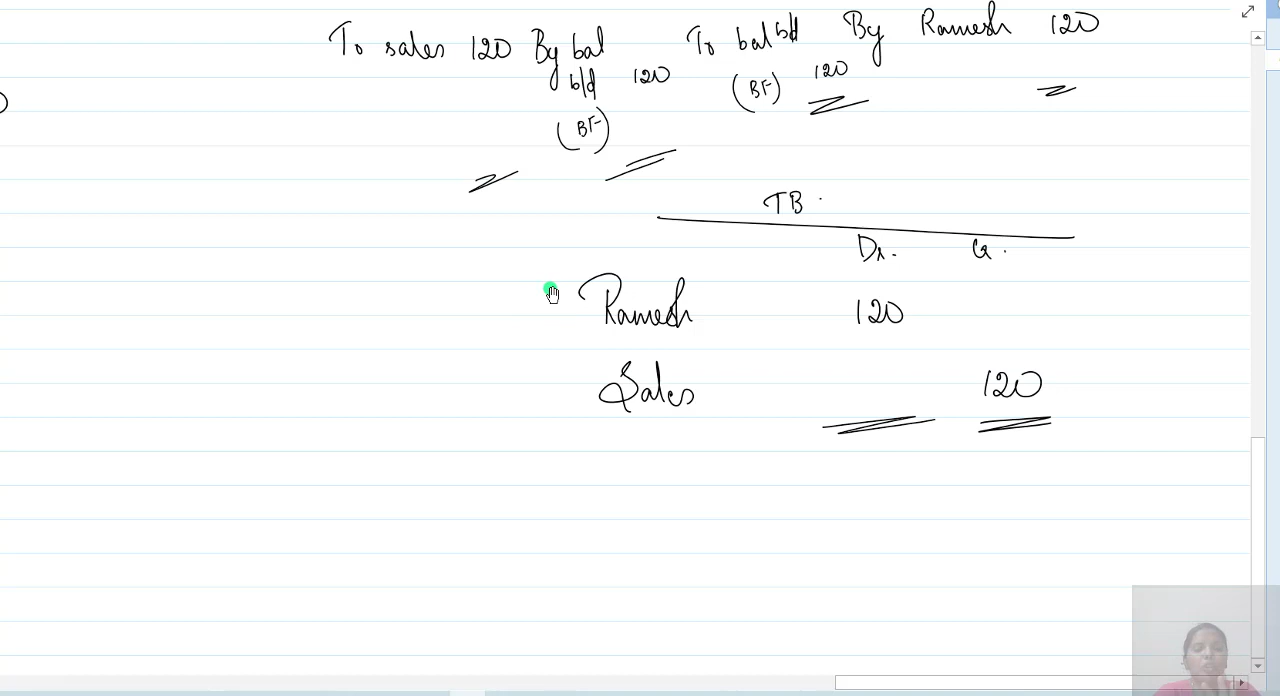 To sales 120 By bal To bal b/d By Ramesh 120
b/d 120 (BF) 120
(BF)
TB.
Dr. Cr.
Ramesh 120
Sales 120